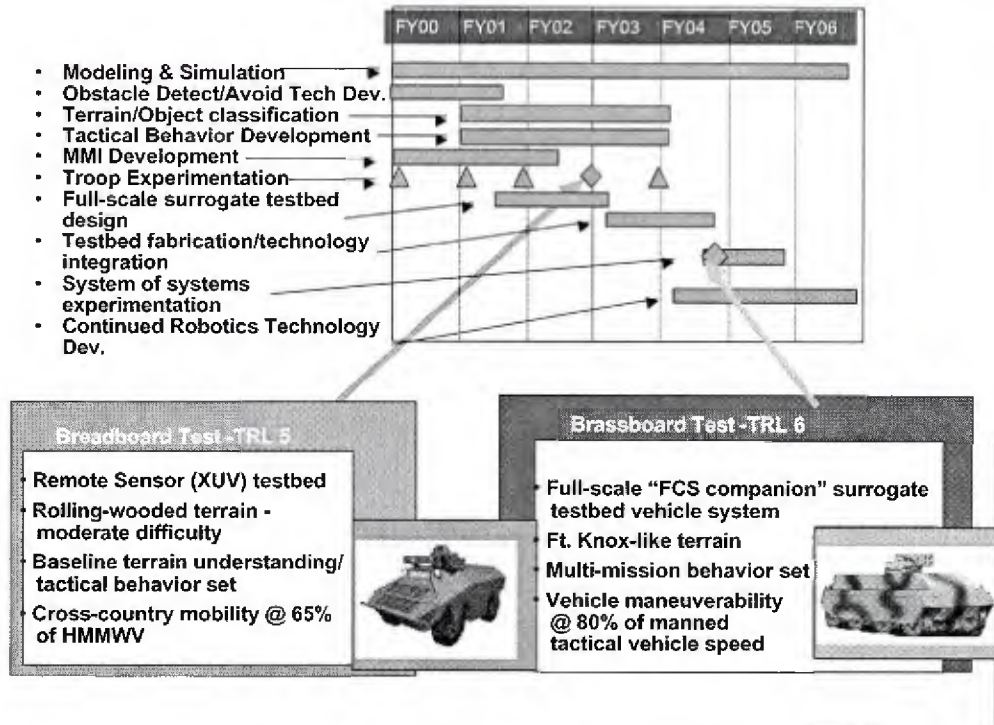 FY00 FY01 FY02 FY03 FY04 FY05 FY06
• Modeling & Simulation
• Obstacle Detect/Avoid Tech Dev.
• Terrain/Object classification
• Tactical Behavior Development
• MMI Development
• Troop Experimentation
• Full-scale surrogate testbed
design
• Testbed fabrication/technology
integration
• System of systems
experimentation
• Continued Robotics Technology
Dev.
Breadboard Test -TRL 5
• Remote Sensor (XUV) testbed
• Rolling-wooded terrain -
moderate difficulty
• Baseline terrain understanding/
tactical behavior set
• Cross-country mobility @ 65%
of HMMWV
Brassboard Test -TRL 6
• Full-scale “FCS companion” surrogate
testbed vehicle system
• Ft. Knox-like terrain
• Multi-mission behavior set
• Vehicle maneuverability
@ 80% of manned
tactical vehicle speed